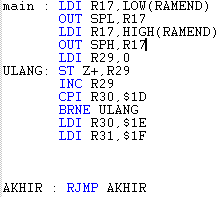 main : LDI R17,LOW(RAMEND)
OUT SPL,R17
LDI R17,HIGH(RAMEND)
OUT SPH,R17
LDI R29,0
ULANG: ST Z+,R29
INC R29
CPI R30,$1D
BRNE ULANG
LDI R30,$1E
LDI R31,$1F
AKHIR : RJMP AKHIR